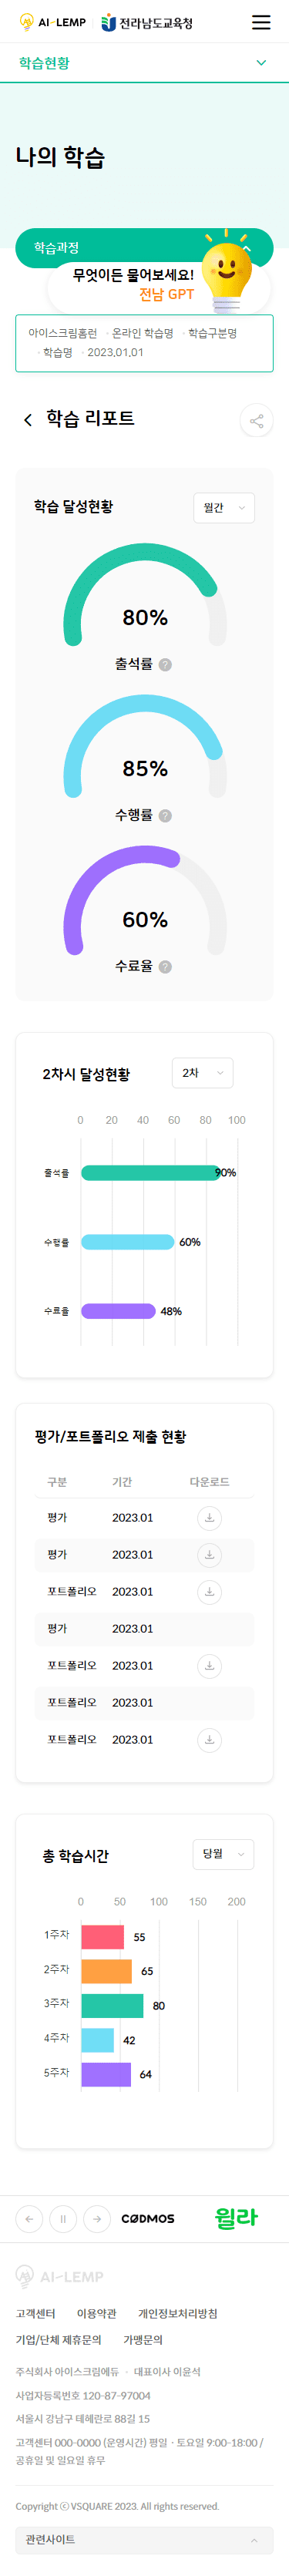 AI-LEMP 전라남도교육청
학습현황
나의 학습
학습과정
무엇이든 물어보세요!
전남 GPT
· 아이스크림홈런 · 온라인 학습명 · 학습구분명
· 학습명 · 2023.01.01
학습 리포트
학습 달성현황 월간
80%
출석률 ?
85%
수행률 ?
60%
수료율 ?
2차시 달성현황 2차
0 20 40 60 80 100
출석률 90%
수행률 60%
수료율 48%
평가/포트폴리오 제출 현황
구분 기간 다운로드
평가 2023.01
평가 2023.01
포트폴리오 2023.01
평가 2023.01
포트폴리오 2023.01
포트폴리오 2023.01
포트폴리오 2023.01
총 학습시간 당월
0 50 100 150 200
1주차 55
2주차 65
3주차 80
4주차 42
5주차 64
CODMOS 윌라
AI-LEMP
고객센터 이용약관 개인정보처리방침
기업/단체 제휴문의 가맹문의
주식회사 아이스크림에듀 · 대표이사 이윤석
사업자등록번호 120-87-97004
서울시 강남구 테헤란로 88길 15
고객센터 000-0000 (운영시간) 평일 · 토요일 9:00-18:00 /
공휴일 및 일요일 휴무
Copyright ⓒ VSQUARE 2023. All rights reserved.
관련사이트